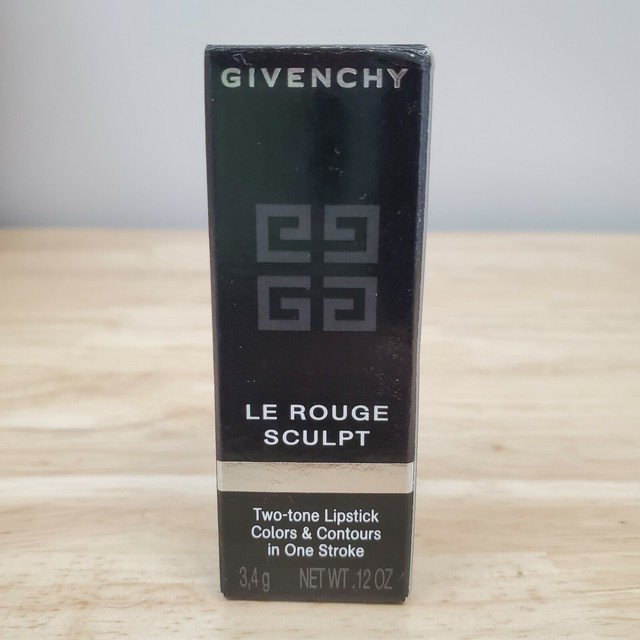 GIVENCHY
LE ROUGE
SCULPT
Two-tone Lipstick
Colors & Contours
in One Stroke
3,4 g NET WT .12 OZ